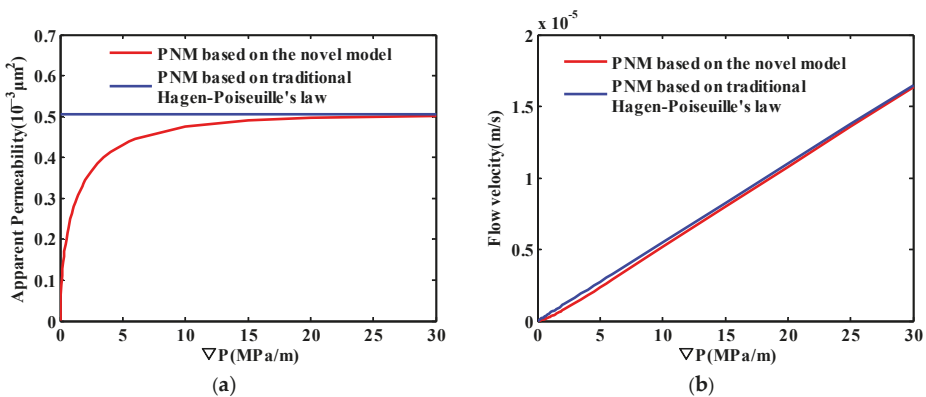 0.7
0.6
0.5
0.4
0.3
0.2
0.1
0
0
5
10
15
20
25
30
Apparent Permeability(10⁻³μm²)
∇P(MPa/m)
PNM based on the novel model
PNM based on traditional
Hagen-Poiseuille's law
(a)
2 x 10⁻⁵
1.5
1
0.5
0
0
5
10
15
20
25
30
Flow velocity(m/s)
∇P(MPa/m)
PNM based on the novel model
PNM based on traditional
Hagen-Poiseuille's law
(b)